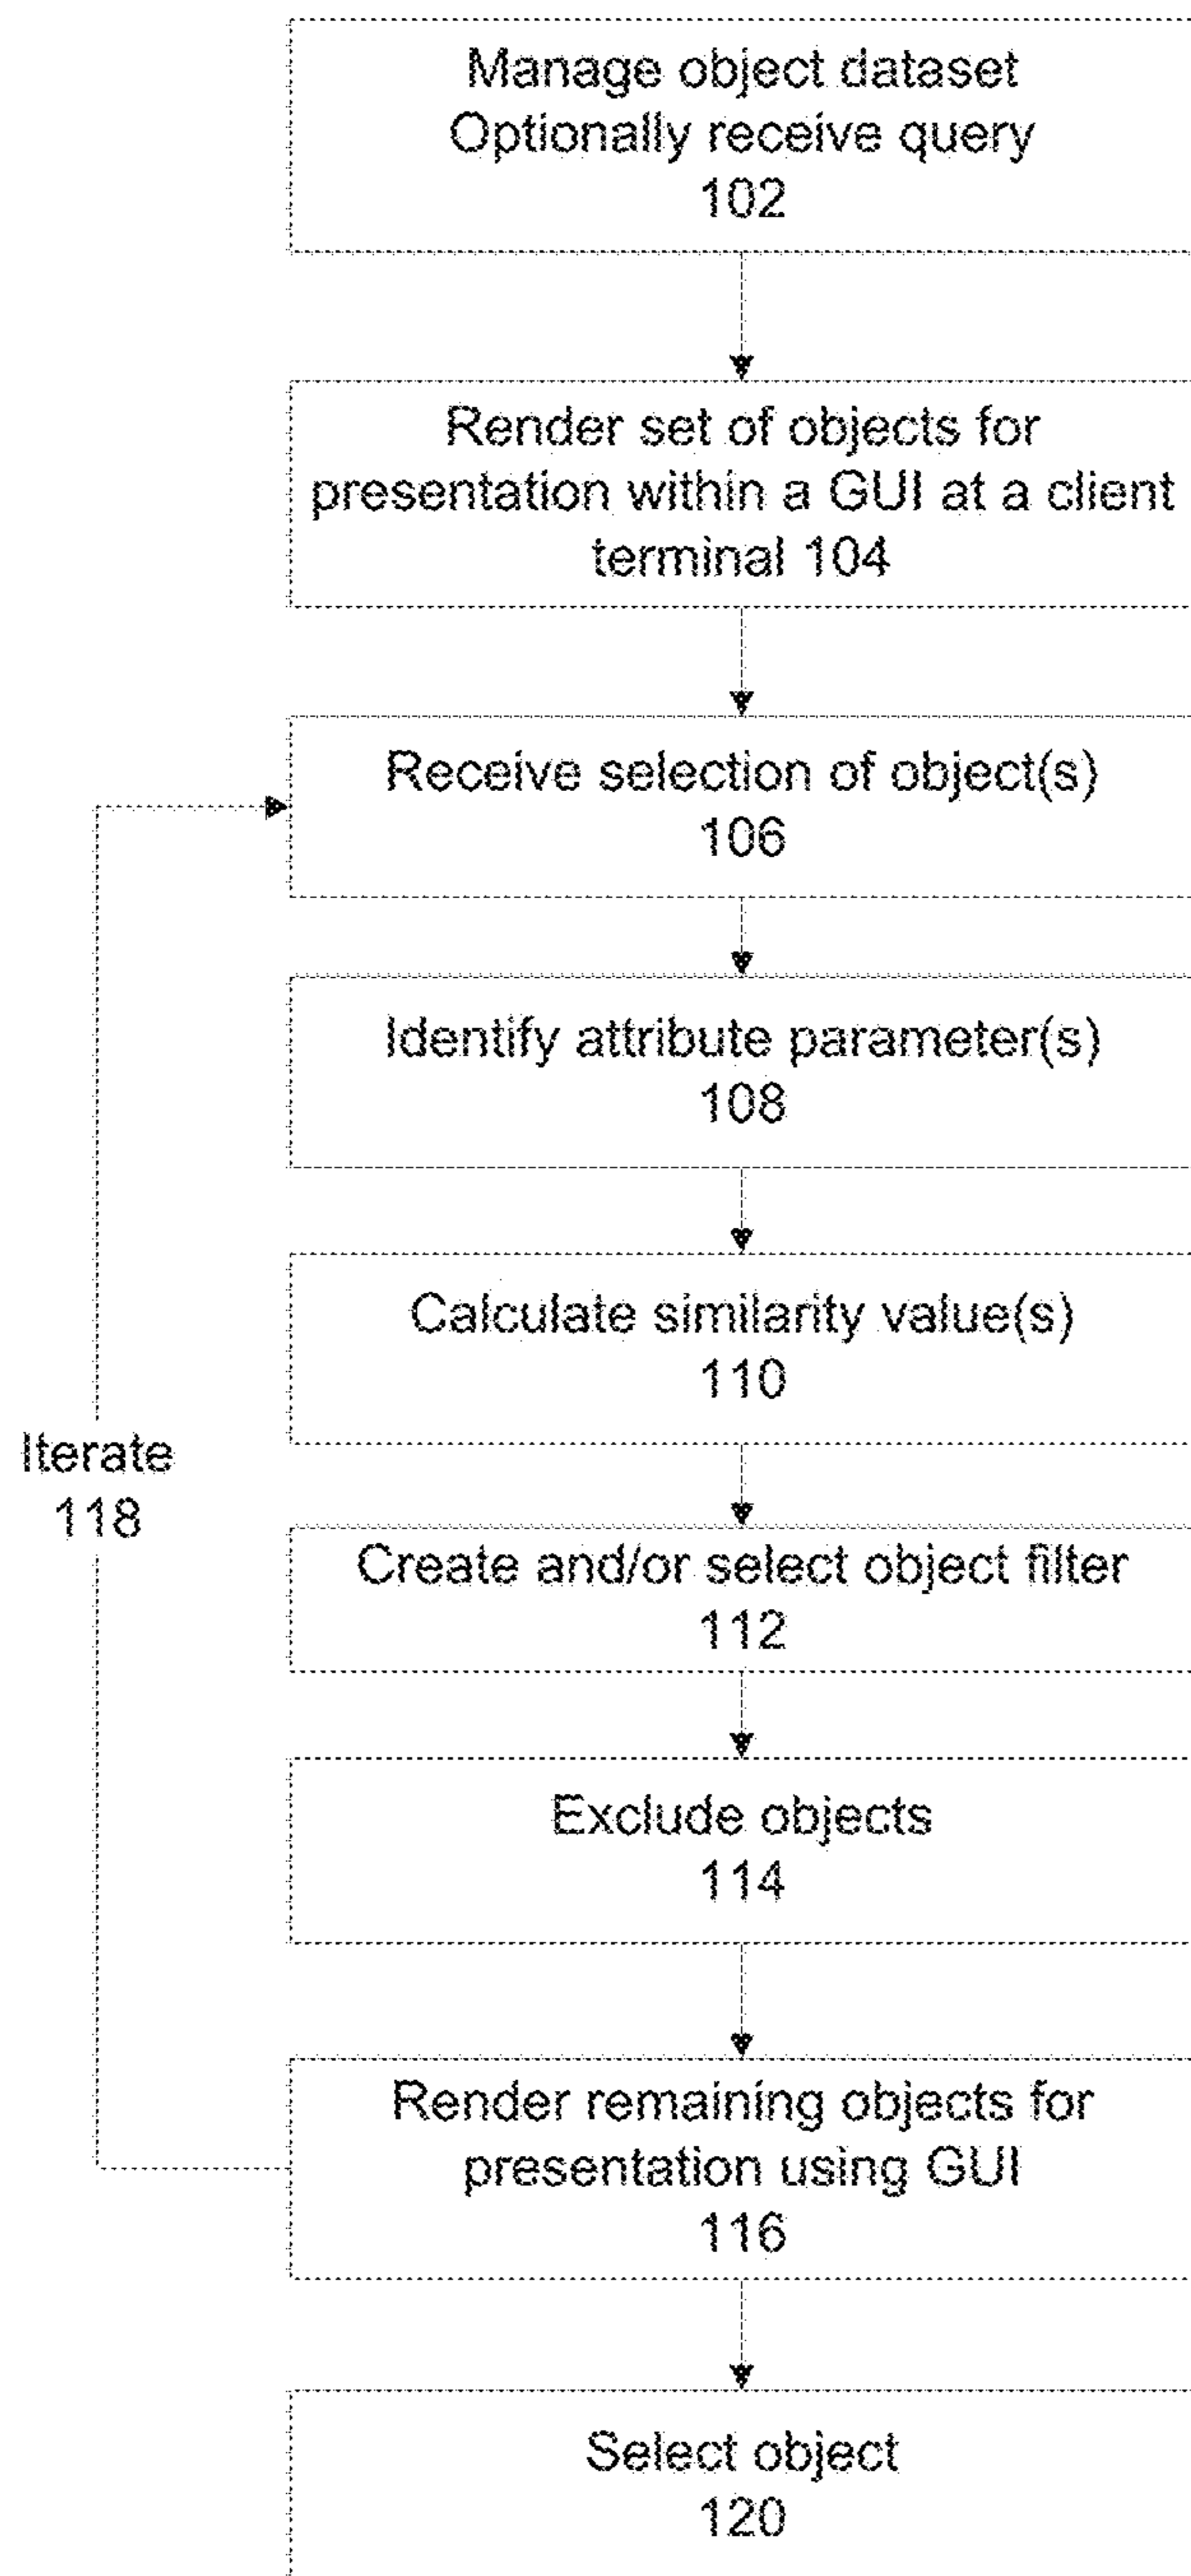 Manage object dataset
Optionally receive query
102
Render set of objects for
presentation within a GUI at a client
terminal 104
Receive selection of object(s)
106
Identify attribute parameter(s)
108
Calculate similarity value(s)
110
Iterate
118
Create and/or select object filter
112
Exclude objects
114
Render remaining objects for
presentation using GUI
116
Select object
120